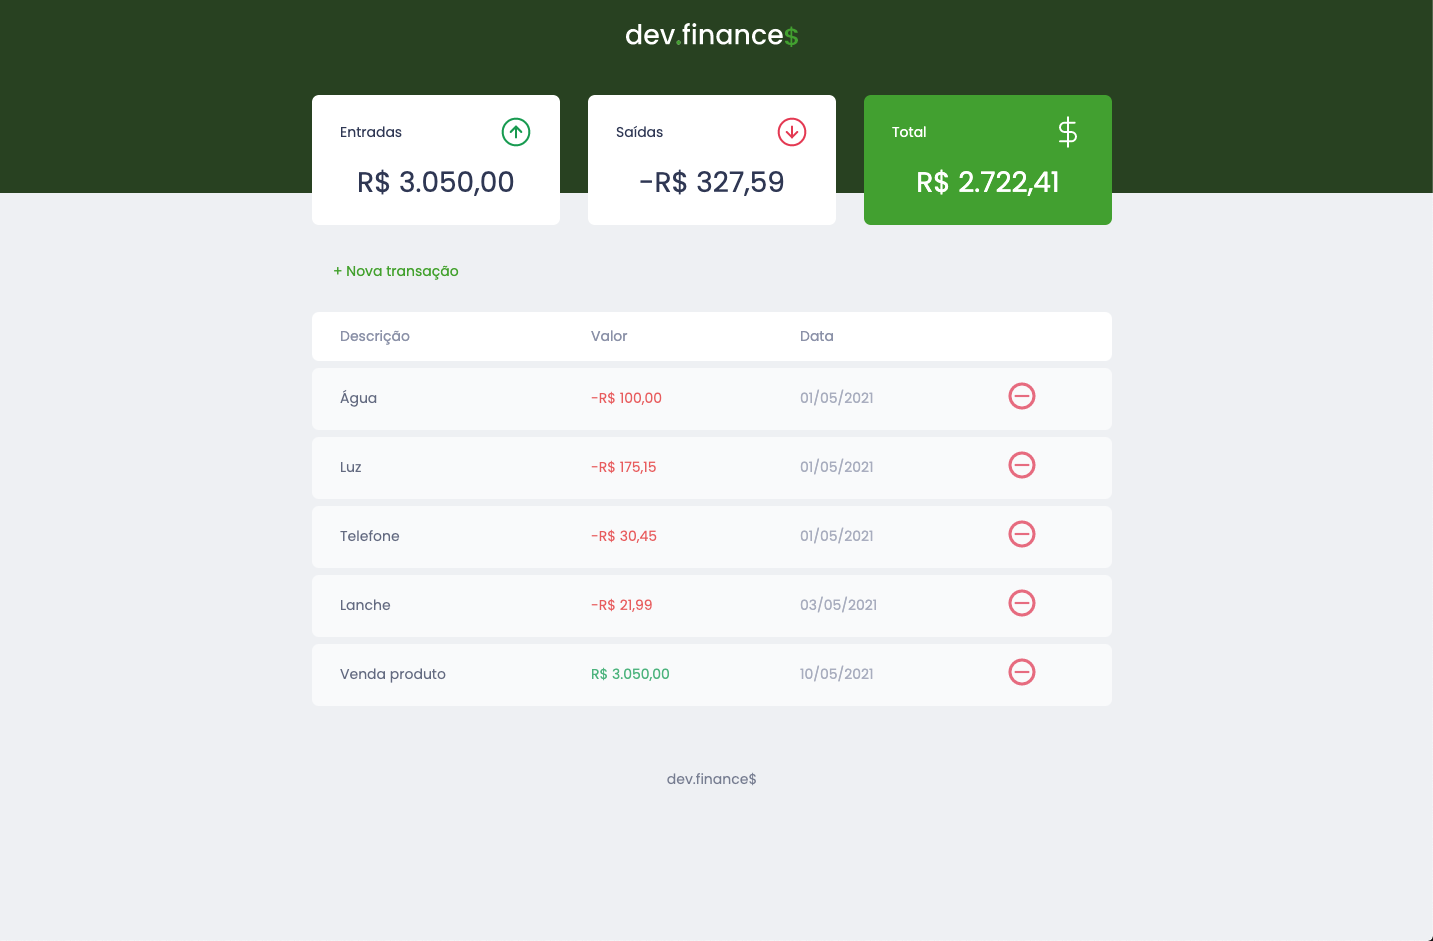 dev.finance$
Entradas
R$ 3.050,00
Saídas
-R$ 327,59
Total
$
R$ 2.722,41
+ Nova transação
Descrição Valor Data
Água -R$ 100,00 01/05/2021
Luz -R$ 175,15 01/05/2021
Telefone -R$ 30,45 01/05/2021
Lanche -R$ 21,99 03/05/2021
Venda produto R$ 3.050,00 10/05/2021
dev.finance$